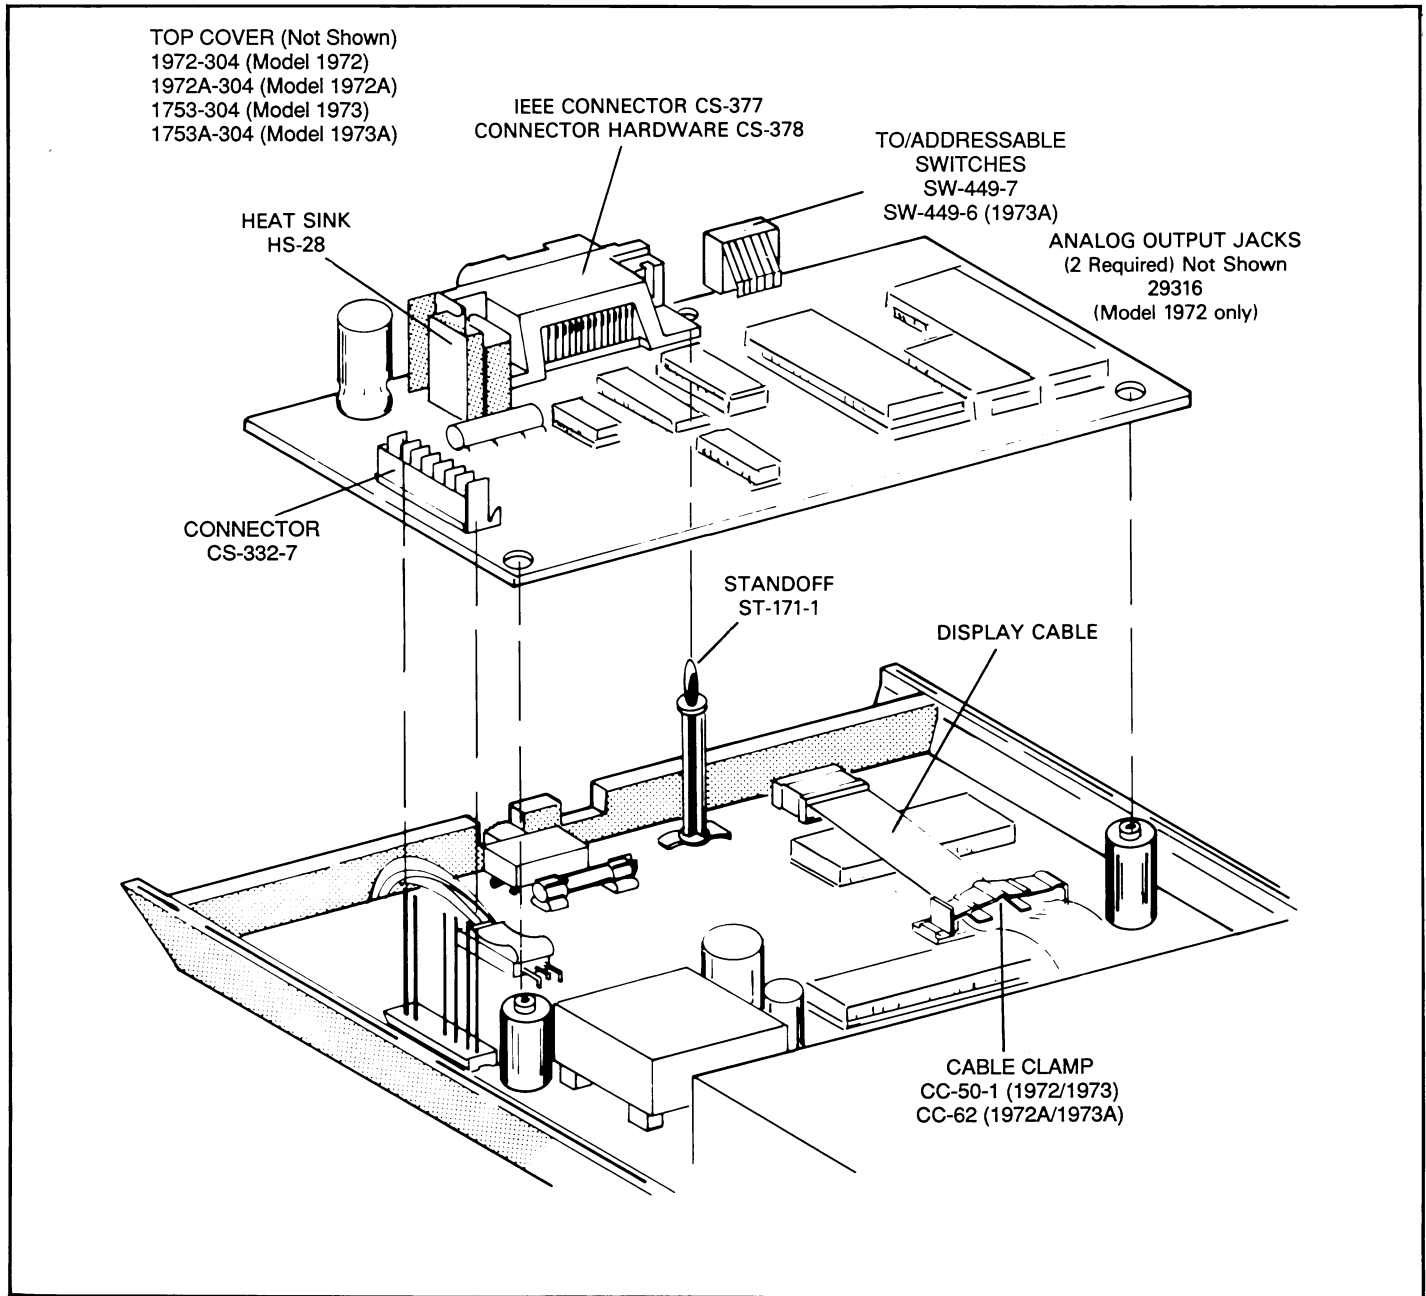 TOP COVER (Not Shown)
1972-304 (Model 1972)
1972A-304 (Model 1972A)
1753-304 (Model 1973)
1753A-304 (Model 1973A)
IEEE CONNECTOR CS-377
CONNECTOR HARDWARE CS-378
TO/ADDRESSABLE
SWITCHES
SW-449-7
SW-449-6 (1973A)
HEAT SINK
HS-28
ANALOG OUTPUT JACKS
(2 Required) Not Shown
29316
(Model 1972 only)
CONNECTOR
CS-332-7
STANDOFF
ST-171-1
DISPLAY CABLE
CABLE CLAMP
CC-50-1 (1972/1973)
CC-62 (1972A/1973A)